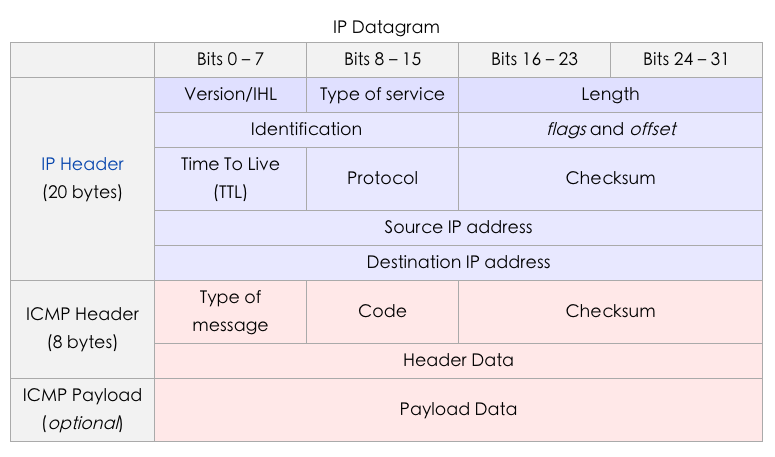 IP Datagram
Bits 0 – 7 Bits 8 – 15 Bits 16 – 23 Bits 24 – 31
Version/IHL Type of service Length
Identification flags and offset
IP Header
(20 bytes)
Time To Live
(TTL)
Protocol Checksum
Source IP address
Destination IP address
ICMP Header
(8 bytes)
Type of
message
Code Checksum
Header Data
ICMP Payload
(optional)
Payload Data